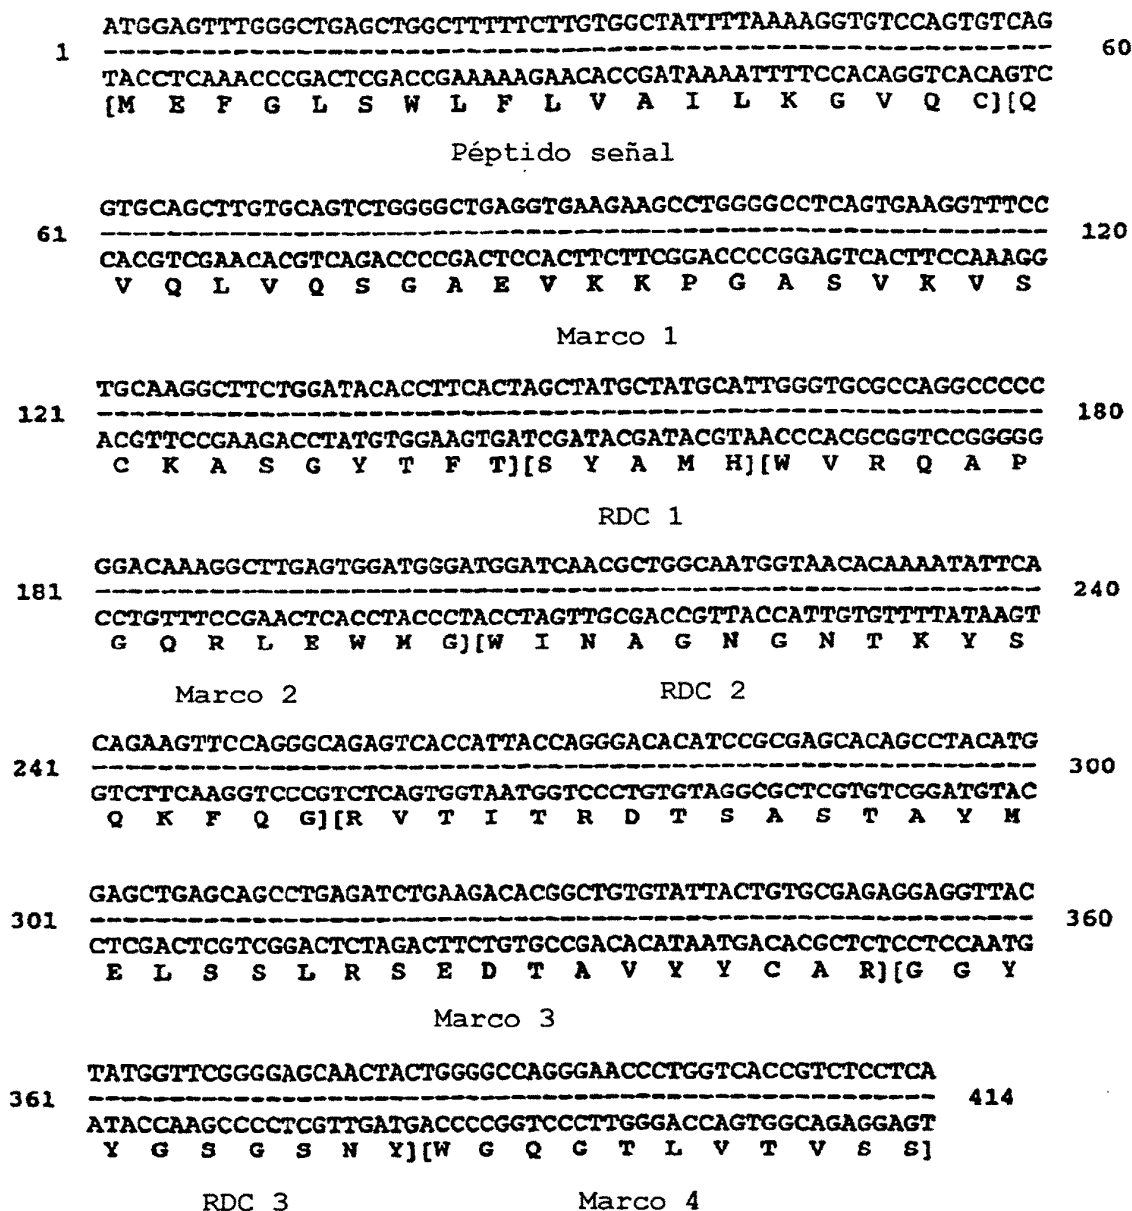 ATGGAGTTTGGGCTGAGCTGGCTTTTTCTTGTGGCTATTTTAAAAGGTGTCCAGTGTCAG
1 ------------------------------------------------------------ 60
TACCTCAAACCCGACTCGACCGAAAAAGAACACCGATAAAATTTTCCACAGGTCACAGTC
[M E F G L S W L F L V A I L K G V Q C][Q
Péptido señal
GTGCAGCTTGTGCAGTCTGGGGCTGAGGTGAAGAAGCCTGGGGCCTCAGTGAAGGTTTCC
61 ------------------------------------------------------------ 120
CACGTCGAACACGTCAGACCCCGACTCCACTTCTTCGGACCCCGGAGTCACTTCCAAAGG
V Q L V Q S G A E V K K P G A S V K V S
Marco 1
TGCAAGGCTTCTGGATACACCTTCACTAGCTATGCTATGCATTGGGTGCGCCAGGCCCCC
121 ------------------------------------------------------------ 180
ACGTTCCGAAGACCTATGTGGAAGTGATCGATACGATACGTAACCCACGCGGTCCGGGGG
C K A S G Y T F T][S Y A M H][W V R Q A P
RDC 1
GGACAAAGGCTTGAGTGGATGGGATGGATCAACGCTGGCAATGGTAACACAAAATATTCA
181 ------------------------------------------------------------ 240
CCTGTTTCCGAACTCACCTACCCTACCTAGTTGCGACCGTTACCATTGTGTTTTATAAGT
G Q R L E W M G][W I N A G N G N T K Y S
Marco 2 RDC 2
CAGAAGTTCCAGGGCAGAGTCACCATTACCAGGGACACATCCGCGAGCACAGCCTACATG
241 ------------------------------------------------------------ 300
GTCTTCAAGGTCCCGTCTCAGTGGTAATGGTCCCTGTGTAGGCGCTCGTGTCGGATGTAC
Q K F Q G][R V T I T R D T S A S T A Y M
GAGCTGAGCAGCCTGAGATCTGAAGACACGGCTGTGTATTACTGTGCGAGAGGAGGTTAC
301 ------------------------------------------------------------ 360
CTCGACTCGTCGGACTCTAGACTTCTGTGCCGACACATAATGACACGCTCTCCTCCAATG
E L S S L R S E D T A V Y Y C A R][G G Y
Marco 3
TATGGTTCGGGGAGCAACTACTGGGGCCAGGGAACCCTGGTCACCGTCTCCTCA
361 ------------------------------------------------------ 414
ATACCAAGCCCCTCGTTGATGACCCCGGTCCCTTGGGACCAGTGGCAGAGGAGT
Y G S G S N Y][W G Q G T L V T V S S]
RDC 3 Marco 4